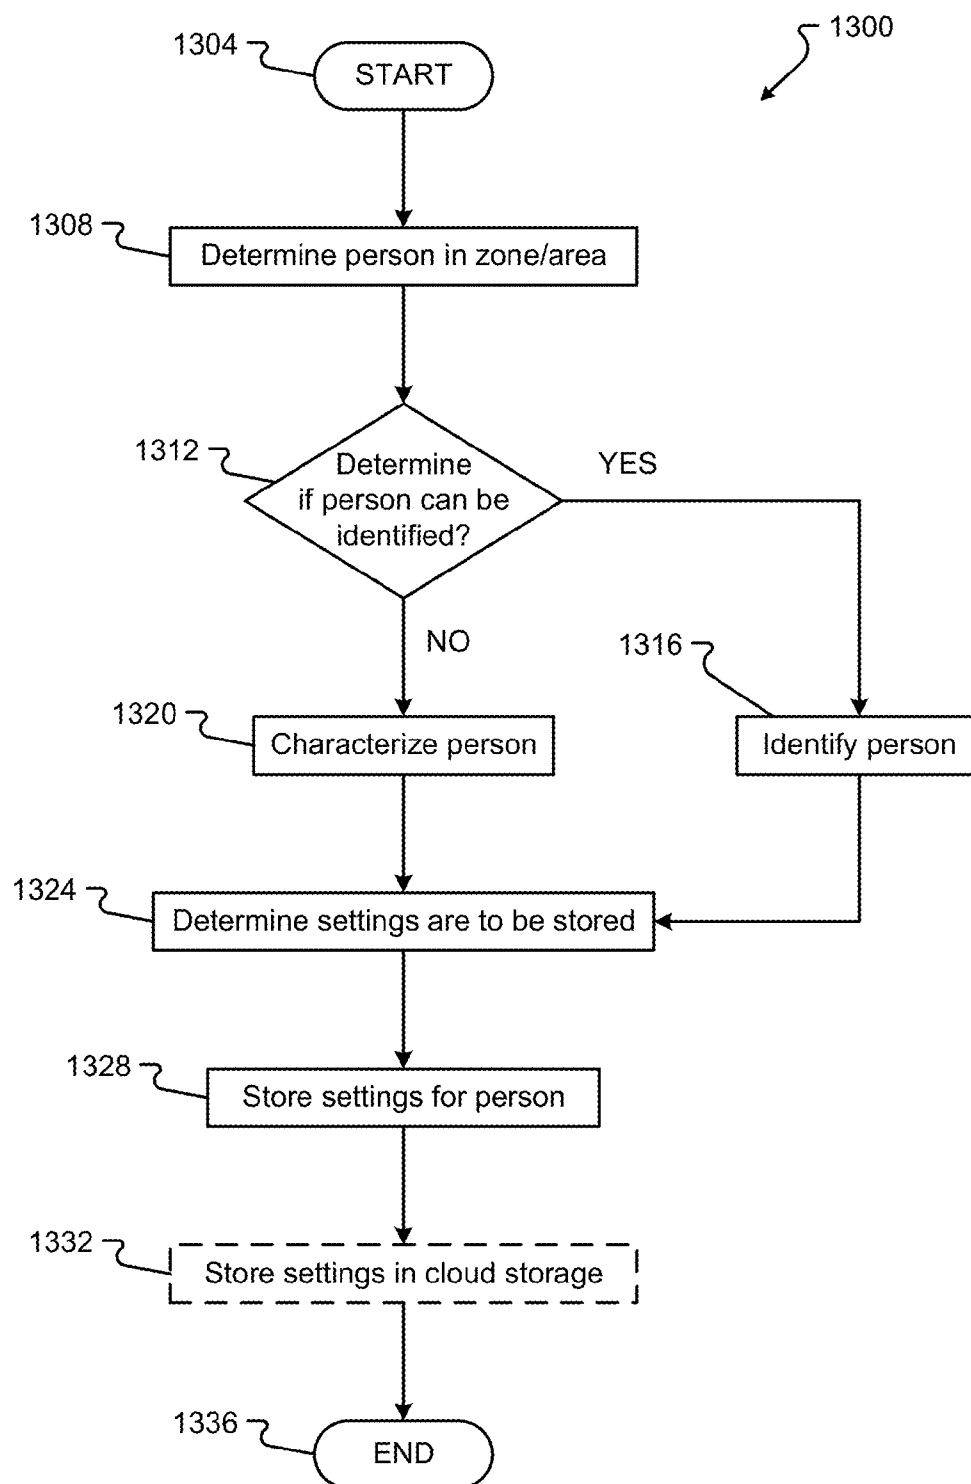 1300
1304
START
1308
Determine person in zone/area
1312
Determine
if person can be
identified?
YES
NO
1316
1320
Characterize person
Identify person
1324
Determine settings are to be stored
1328
Store settings for person
1332
Store settings in cloud storage
1336
END